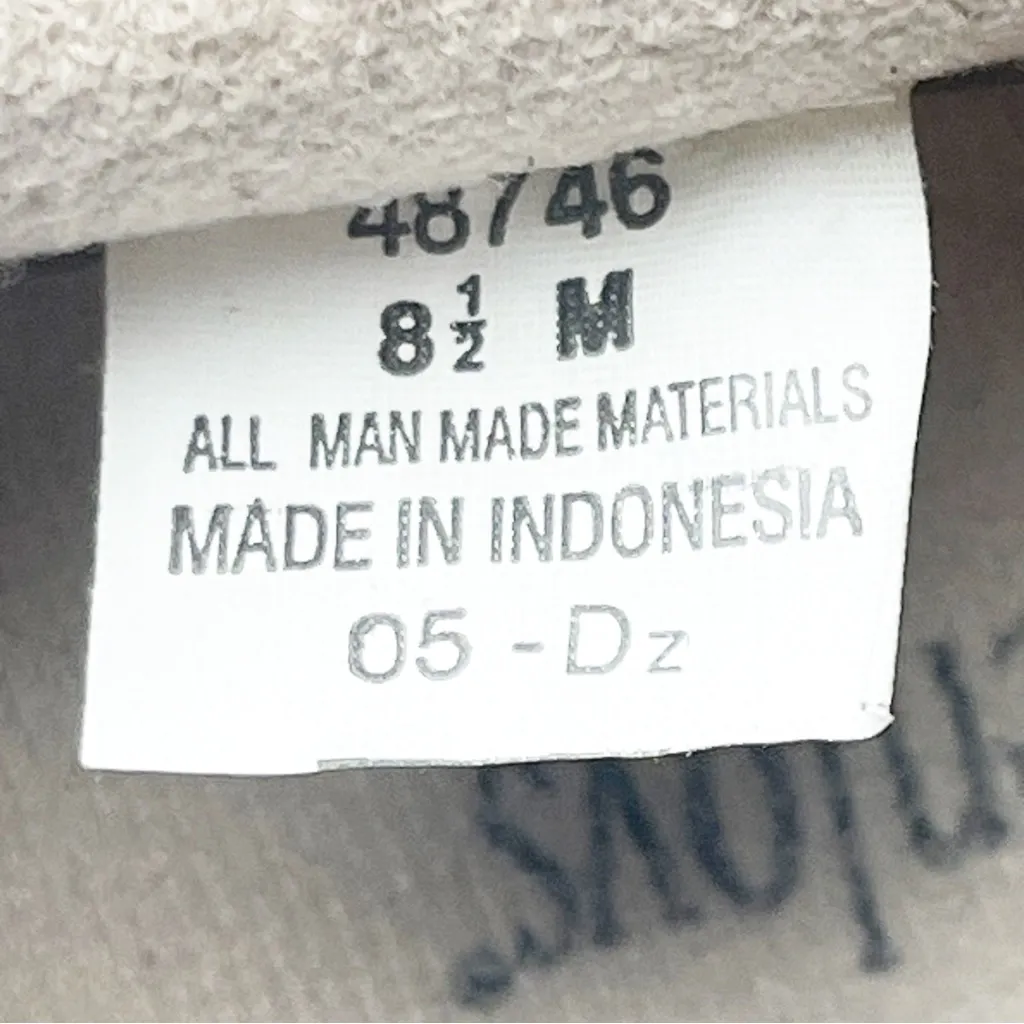 48746
8 1/2 M
ALL MAN MADE MATERIALS
MADE IN INDONESIA
05 - Dz